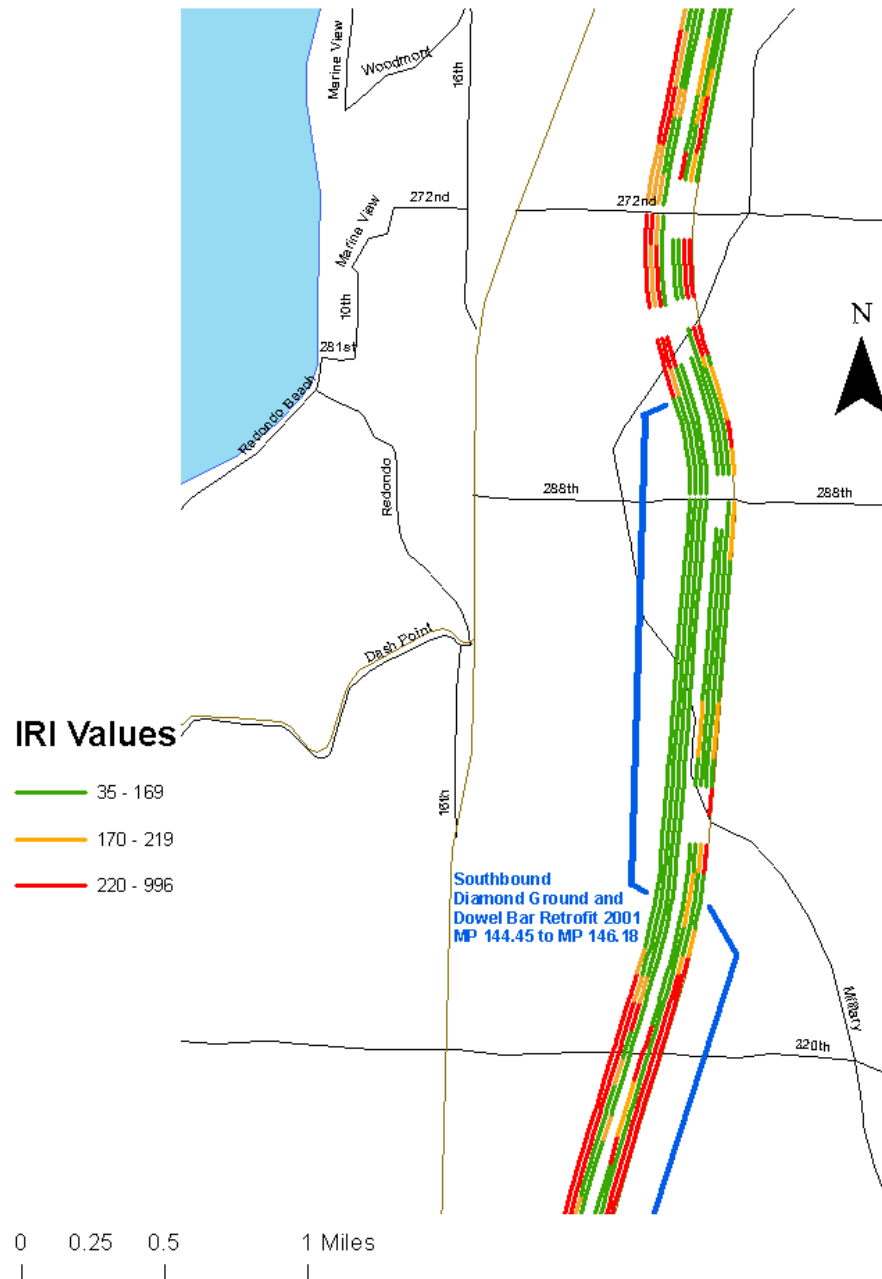 Marine View
Woodmont
16th
272nd
272nd
Marine View
10th
N
281st
Redondo Beach
Redondo
288th
288th
Dash Point
IRI Values
35 - 169
170 - 219
220 - 996
16th
Southbound
Diamond Ground and
Dowel Bar Retrofit 2001
MP 144.45 to MP 146.18
Military
320th
0 0.25 0.5 1 Miles